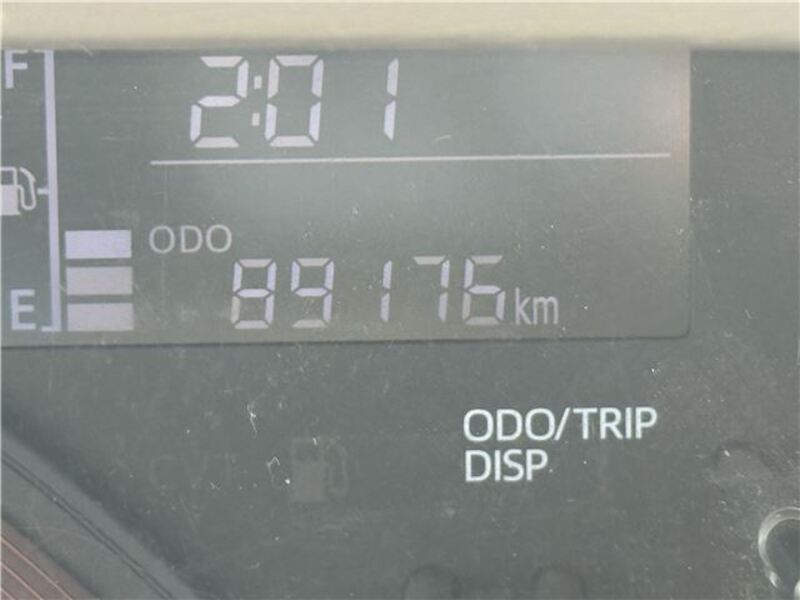 F
2:01
ODO
E
89176km
ODO/TRIP
DISP